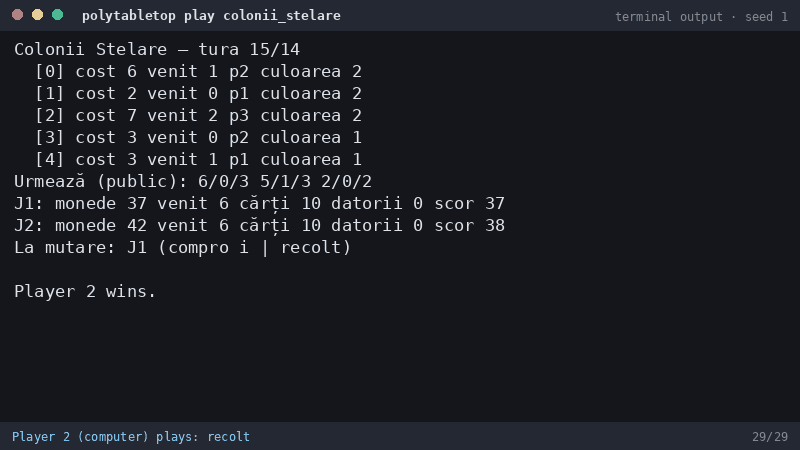 polytabletop play colonii_stelare
terminal output · seed 1
Colonii Stelare — tura 15/14
[0] cost 6 venit 1 p2 culoarea 2
[1] cost 2 venit 0 p1 culoarea 2
[2] cost 7 venit 2 p3 culoarea 2
[3] cost 3 venit 0 p2 culoarea 1
[4] cost 3 venit 1 p1 culoarea 1
Urmează (public): 6/0/3 5/1/3 2/0/2
J1: monede 37 venit 6 cărți 10 datorii 0 scor 37
J2: monede 42 venit 6 cărți 10 datorii 0 scor 38
La mutare: J1 (compro i | recolt)
Player 2 wins.
Player 2 (computer) plays: recolt
29/29